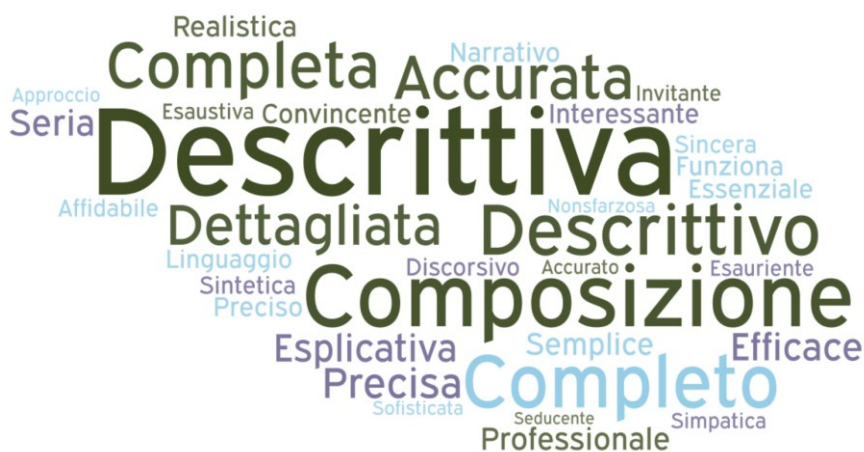 Realistica
Completa Accurata Narrativo
Approccio Invitante
Seria Esaustiva Convincente Interessante
Descrittiva Sincera
Funziona
Essenziale
Affidabile Dettagliata Nonsfarzosa
Descrittivo
Linguaggio Discorsivo Accurato Esauriente
Sintetica Composizione
Preciso
Esplicativa Semplice Efficace
Precisa Completo
Sofisticata Seducente Simpatica
Professionale